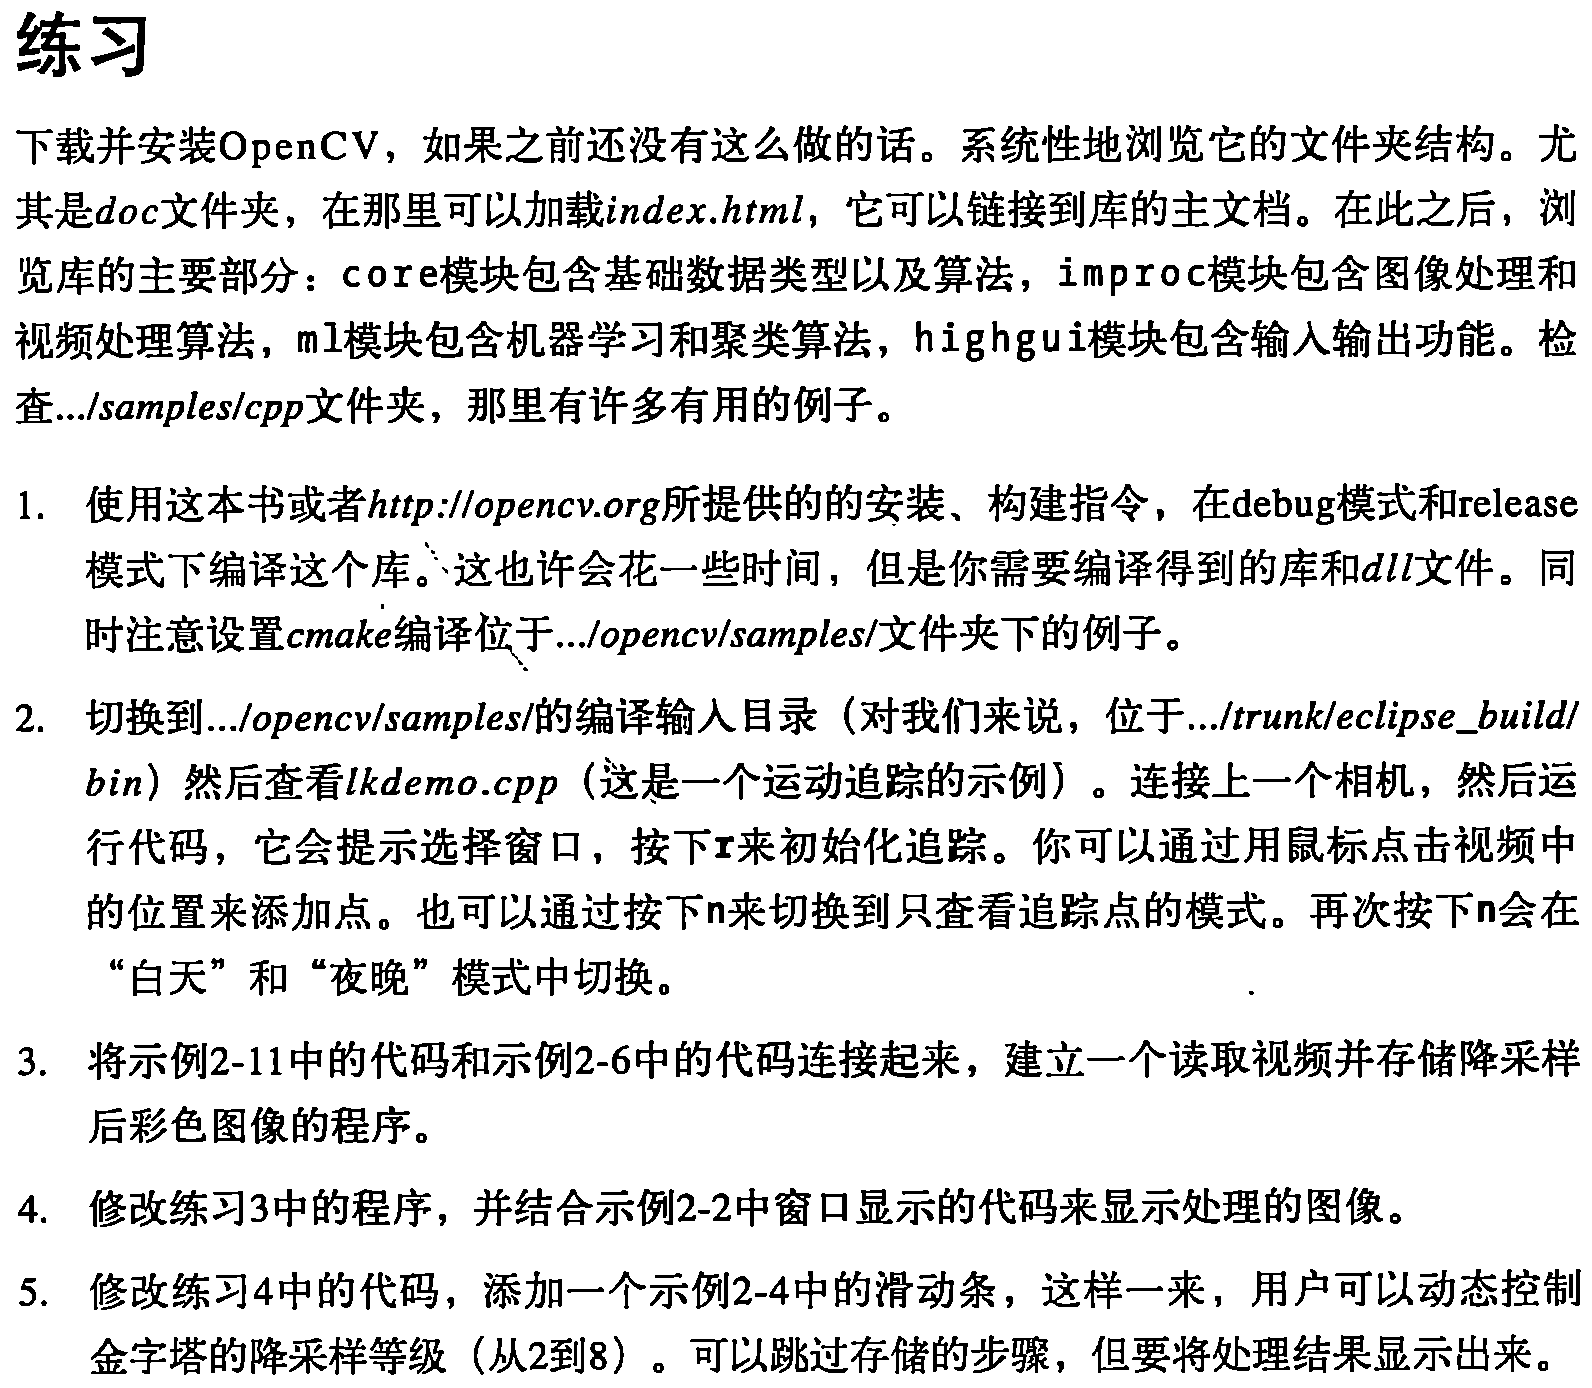 练习
下载并安装OpenCV，如果之前还没有这么做的话。系统性地浏览它的文件夹结构。尤
其是doc文件夹，在那里可以加载index.html，它可以链接到库的主文档。在此之后，浏
览库的主要部分：core模块包含基础数据类型以及算法，improc模块包含图像处理和
视频处理算法，ml模块包含机器学习和聚类算法，highgui模块包含输入输出功能。检
查.../samples/cpp文件夹，那里有许多有用的例子。
1. 使用这本书或者http://opencv.org所提供的的安装、构建指令，在debug模式和release
模式下编译这个库。这也许会花一些时间，但是你需要编译得到的库和dll文件。同
时注意设置cmake编译位于.../opencv/samples/文件夹下的例子。
2. 切换到.../opencv/samples/的编译输入目录（对我们来说，位于.../trunk/eclipse_build/
bin）然后查看lkdemo.cpp（这是一个运动追踪的示例）。连接上一个相机，然后运
行代码，它会提示选择窗口，按下r来初始化追踪。你可以通过用鼠标点击视频中
的位置来添加点。也可以通过按下n来切换到只查看追踪点的模式。再次按下n会在
“白天”和“夜晚”模式中切换。
3. 将示例2-11中的代码和示例2-6中的代码连接起来，建立一个读取视频并存储降采样
后彩色图像的程序。
4. 修改练习3中的程序，并结合示例2-2中窗口显示的代码来显示处理的图像。
5. 修改练习4中的代码，添加一个示例2-4中的滑动条，这样一来，用户可以动态控制
金字塔的降采样等级（从2到8）。可以跳过存储的步骤，但要将处理结果显示出来。